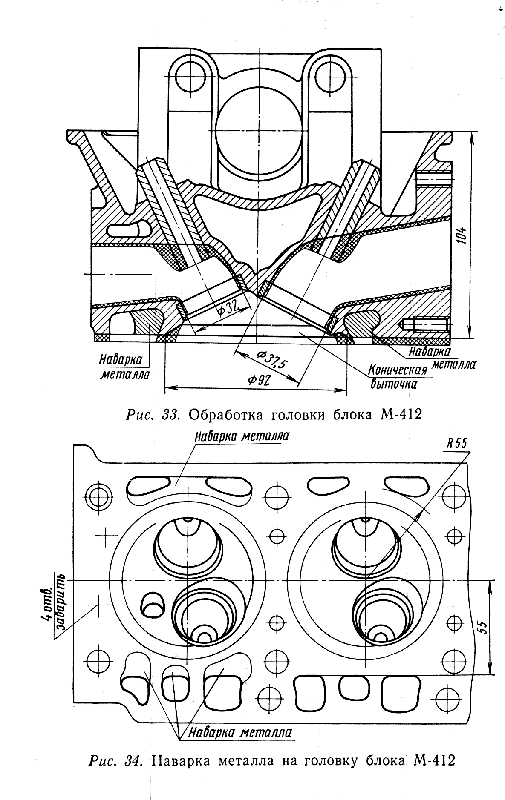 104
Ф32
Ф37,5
Ф92
Наварка
металла
Коническая
выточка
Наварка
металла
Рис. 33. Обработка головки блока М-412
Наварка металла
R55
4 отв.
заварить
55
Наварка металла
Рис. 34. Наварка металла на головку блока М-412